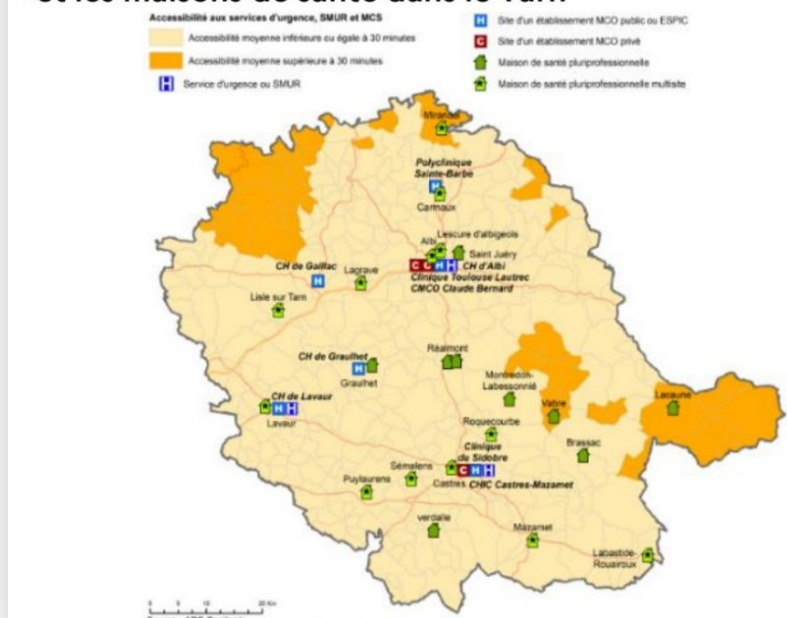 et les maisons de santé dans le Tarn
Accessibilité aux services d'urgence, SMUR et MCS
Accessibilité moyenne inférieure ou égale à 30 minutes
Accessibilité moyenne supérieure à 30 minutes
Service d'urgence ou SMUR
H Site d'un établissement MCO public ou ESPIC
C Site d'un établissement MCO privé
Maison de santé pluriprofessionnelle
Maison de santé pluriprofessionnelle multisite
Mirandol
Polyclinique
Sainte-Barbe
H
Carmaux
Lescure d'albigeois
Albi
Saint Juéry
C C H H CH d'Albi
Clinique Toulouse Lautrec
CMCO Claude Bernard
CH de Gaillac
H
Lagrave
Lisle sur Tarn
CH de Graulhet
H
Graulhet
Réalmont
Montredon-
Labessonnié
Vabre
Lacaune
CH de Lavaur
H H
Lavaur
Roquecourbe
Brassac
Clinique
du Sidobre
C H H
Castres CHIC Castres-Mazamet
Sémalens
Puylaurens
verdalle
Mazamet
Labastide-
Rouairoux
0 5 10 20 Km